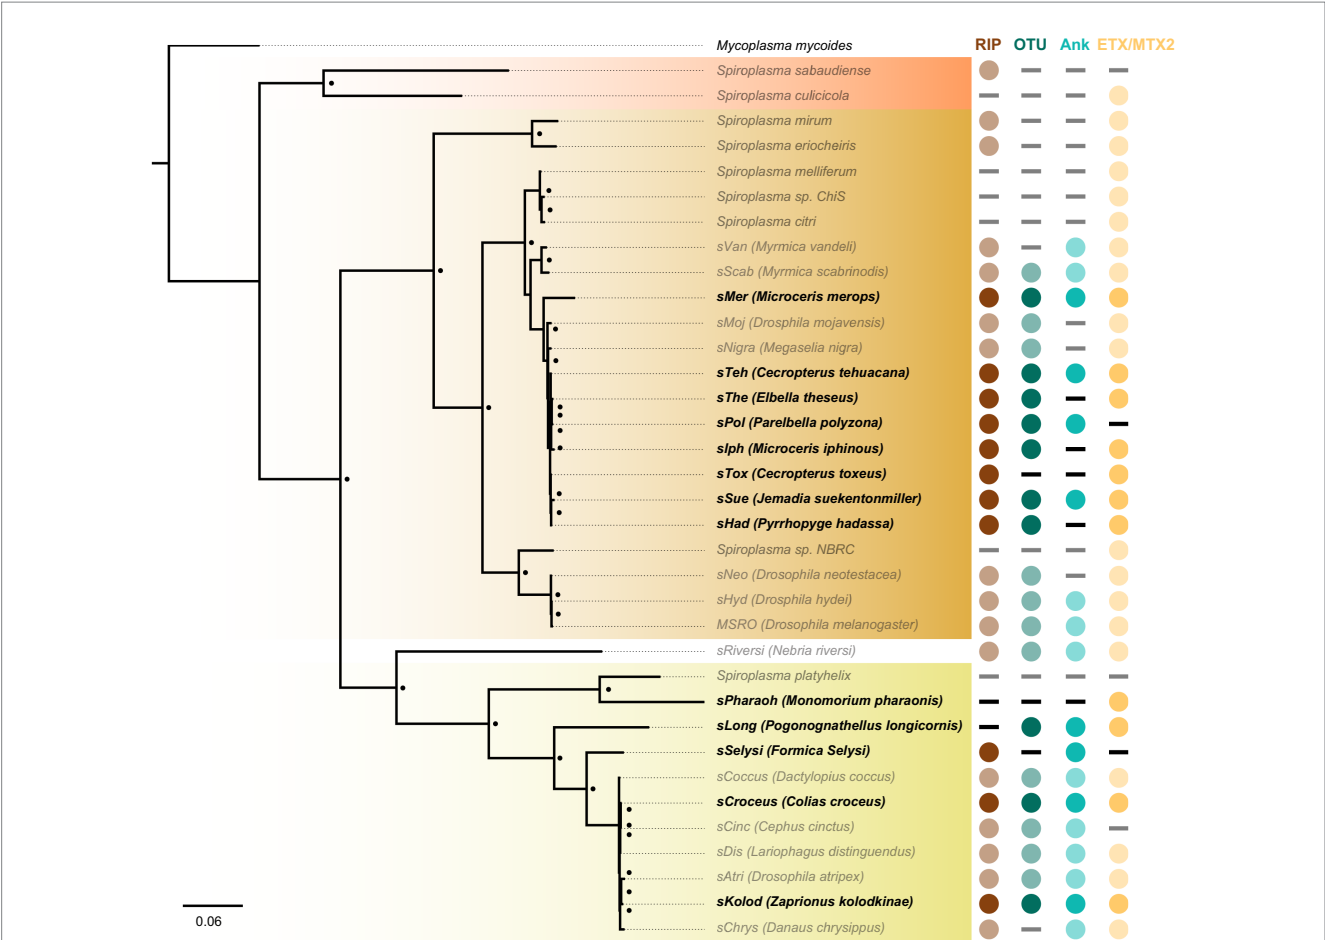 Mycoplasma mycoides RIP OTU Ank ETX/MTX2
Spiroplasma sabaudiense
Spiroplasma culicicola
Spiroplasma mirum
Spiroplasma eriocheiris
Spiroplasma melliferum
Spiroplasma sp. ChiS
Spiroplasma citri
sVan (Myrmica vandeli)
sScab (Myrmica scabrinodis)
sMer (Microceris merops)
sMoj (Drosphila mojavensis)
sNigra (Megaselia nigra)
sTeh (Cecropterus tehuacana)
sThe (Elbella theseus)
sPol (Parelbella polyzona)
sIph (Microceris iphinous)
sTox (Cecropterus toxeus)
sSue (Jemadia suekentonmiller)
sHad (Pyrrhopyge hadassa)
Spiroplasma sp. NBRC
sNeo (Drosophila neotestacea)
sHyd (Drosphila hydei)
MSRO (Drosophila melanogaster)
sRiversi (Nebria riversi)
Spiroplasma platyhelix
sPharaoh (Monomorium pharaonis)
sLong (Pogonognathellus longicornis)
sSelysi (Formica Selysi)
sCoccus (Dactylopius coccus)
sCroceus (Colias croceus)
sCinc (Cephus cinctus)
sDis (Lariophagus distinguendus)
sAtri (Drosophila atripex)
sKolod (Zaprionus kolodkinae)
sChrys (Danaus chrysippus)
0.06